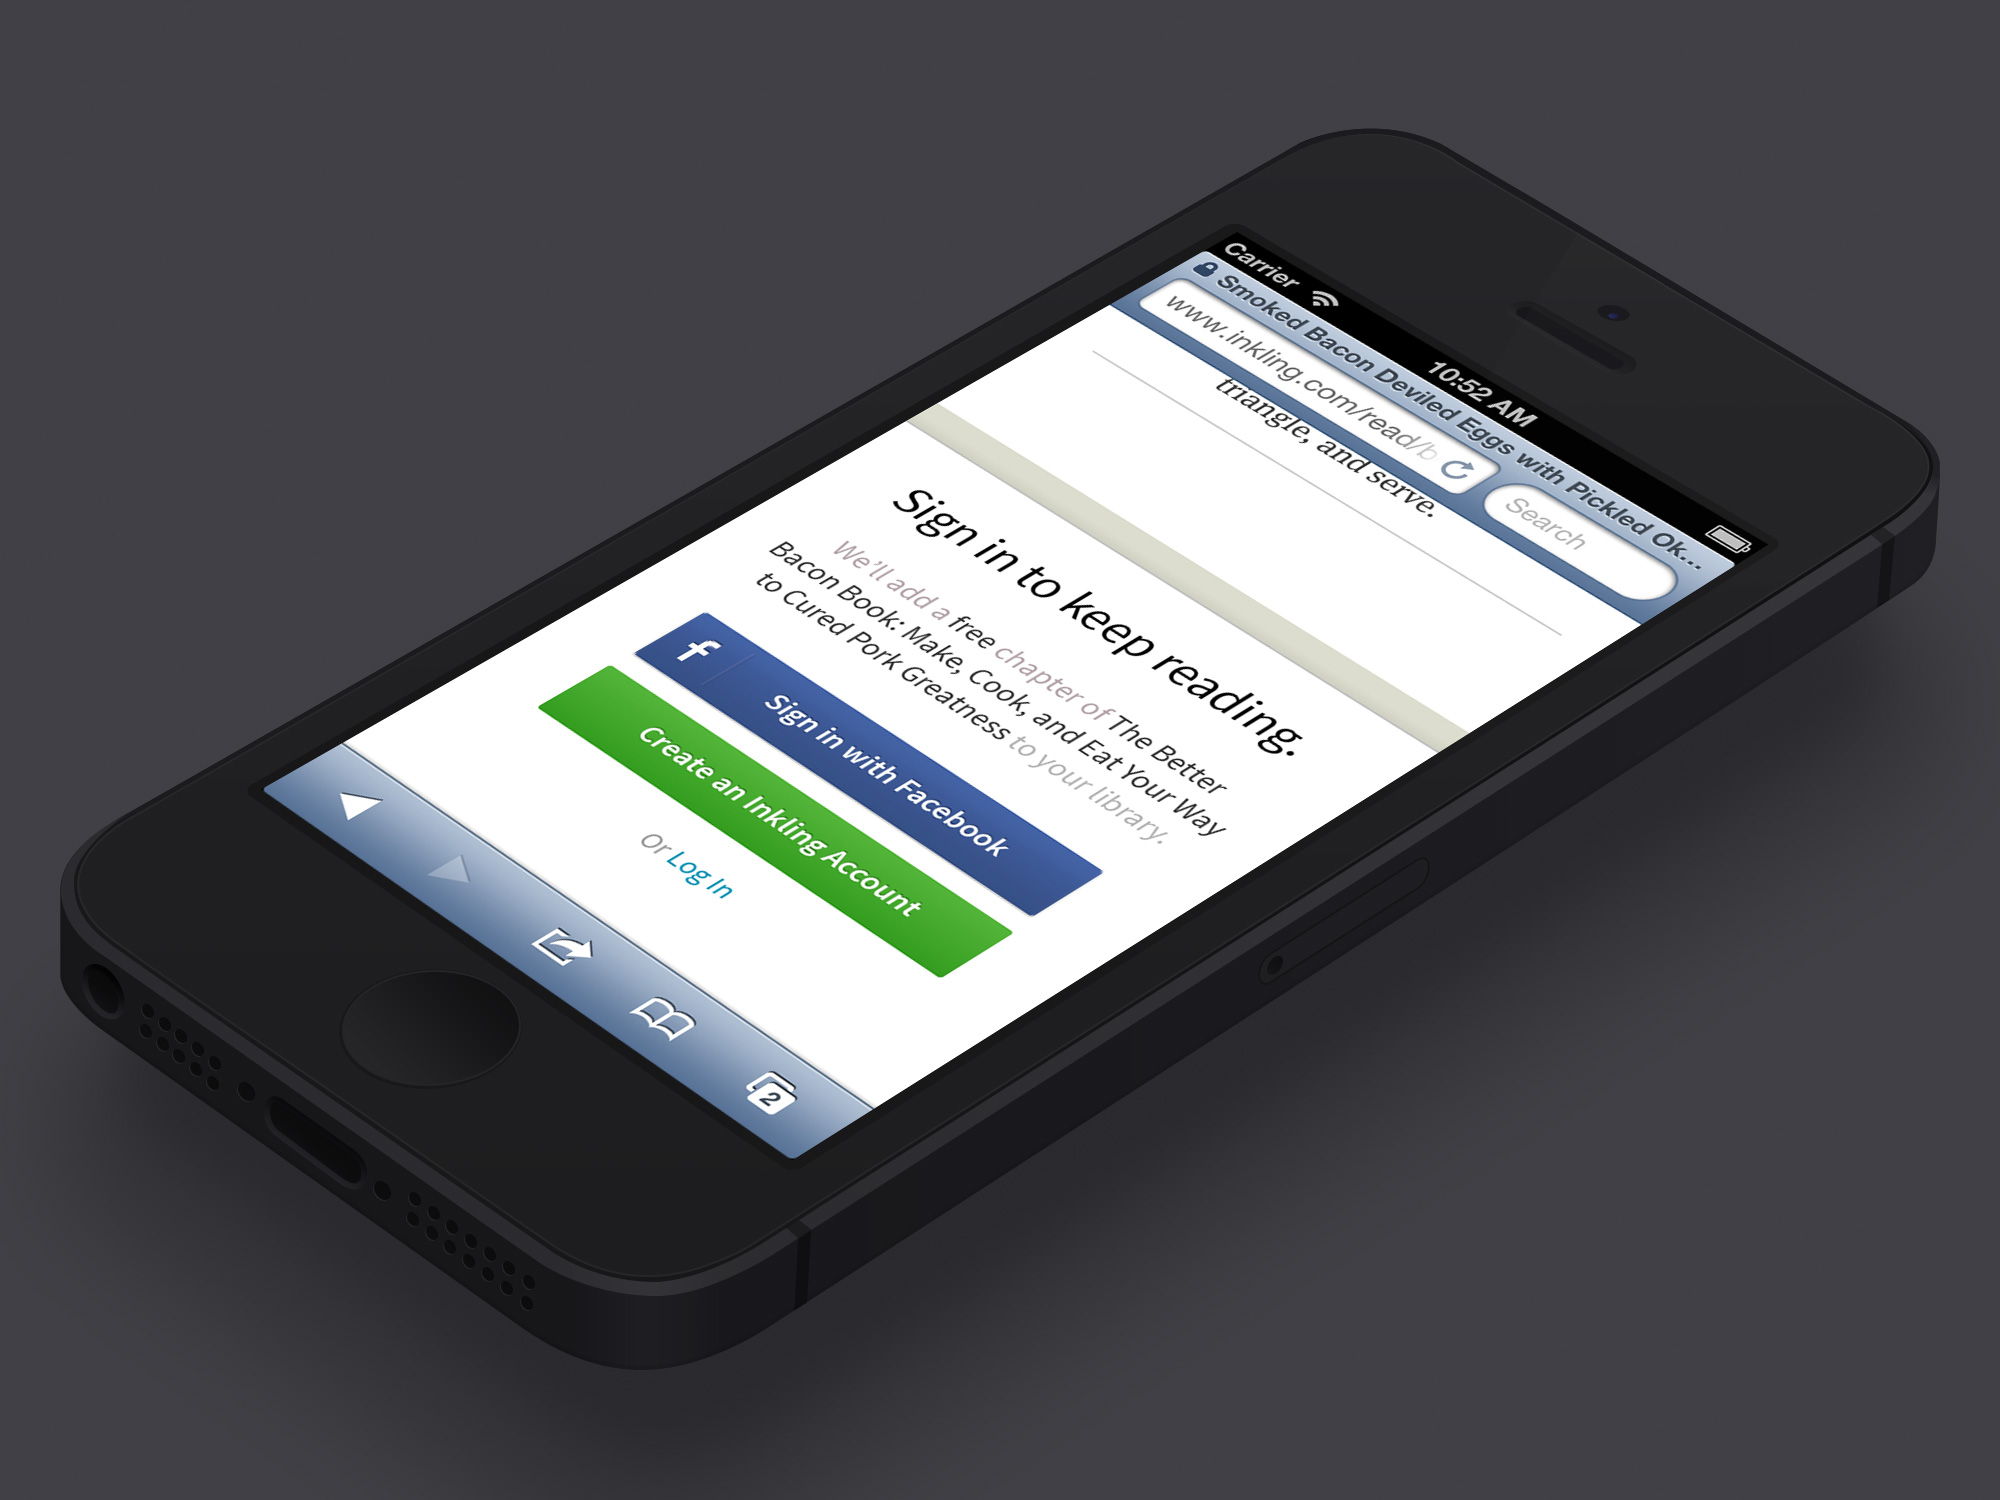 Carrier 10:52 AM
Smoked Bacon Deviled Eggs with Pickled Ok...
www.inkling.com/read/b Search
triangle, and serve.
Sign in to keep reading.
We'll add a free chapter of The Better
Bacon Book: Make, Cook, and Eat Your Way
to Cured Pork Greatness to your library.
f Sign in with Facebook
Create an Inkling Account
Or Log In
2